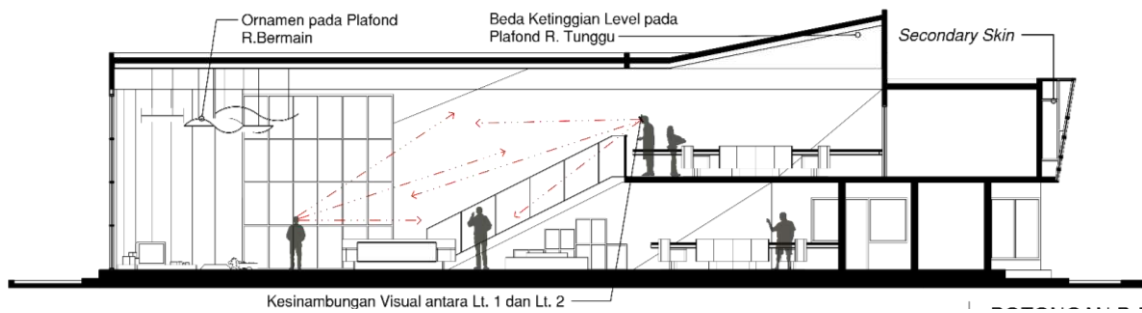 Ornamen pada Plafond
R.Bermain
Beda Ketinggian Level pada
Plafond R. Tunggu
Secondary Skin
Kesinambungan Visual antara Lt. 1 dan Lt. 2